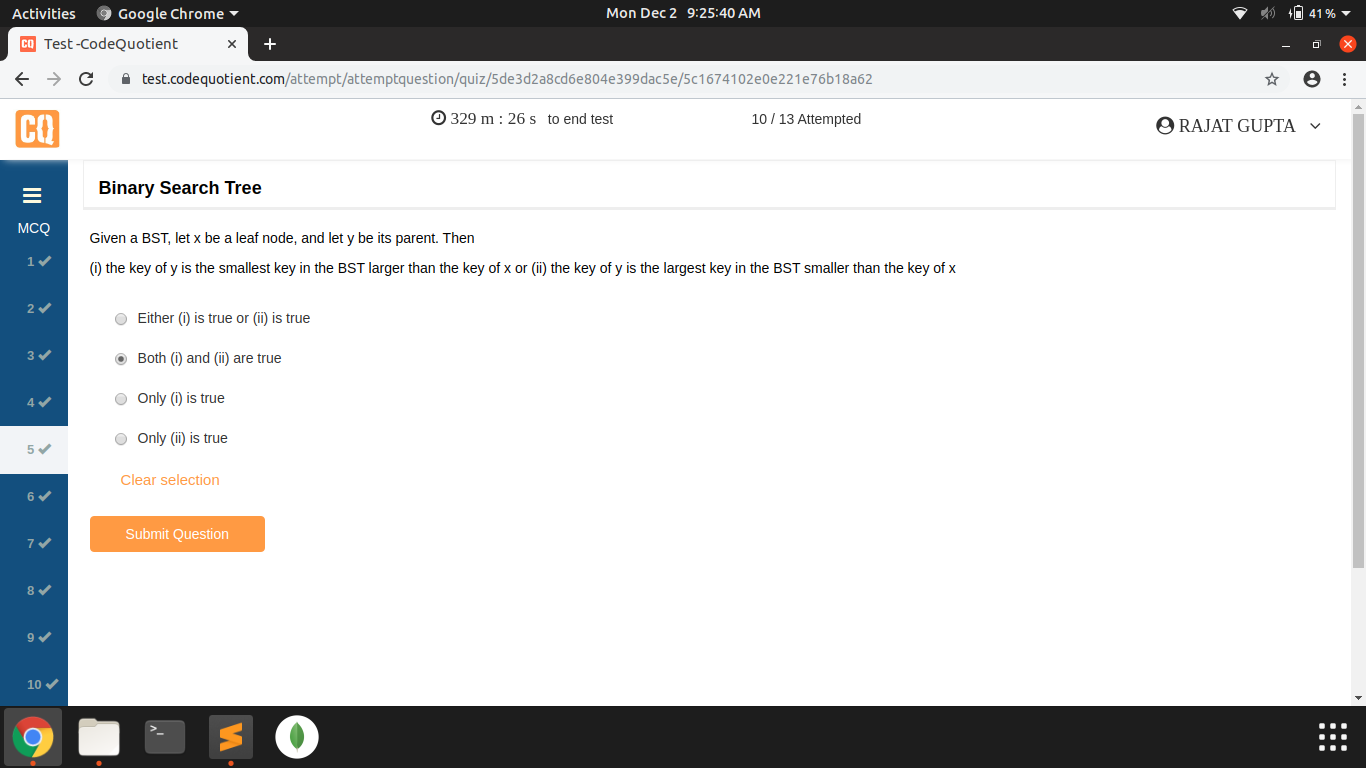 Activities Google Chrome Mon Dec 2 9:25:40 AM 41 %
CQ Test -CodeQuotient
test.codequotient.com/attempt/attemptquestion/quiz/5de3d2a8cd6e804e399dac5e/5c1674102e0e221e76b18a62
CQ 329 m : 26 s to end test 10 / 13 Attempted RAJAT GUPTA
Binary Search Tree
MCQ
Given a BST, let x be a leaf node, and let y be its parent. Then
1
(i) the key of y is the smallest key in the BST larger than the key of x or (ii) the key of y is the largest key in the BST smaller than the key of x
2
Either (i) is true or (ii) is true
3
Both (i) and (ii) are true
4
Only (i) is true
5
Only (ii) is true
Clear selection
6
Submit Question
7
8
9
10
>_